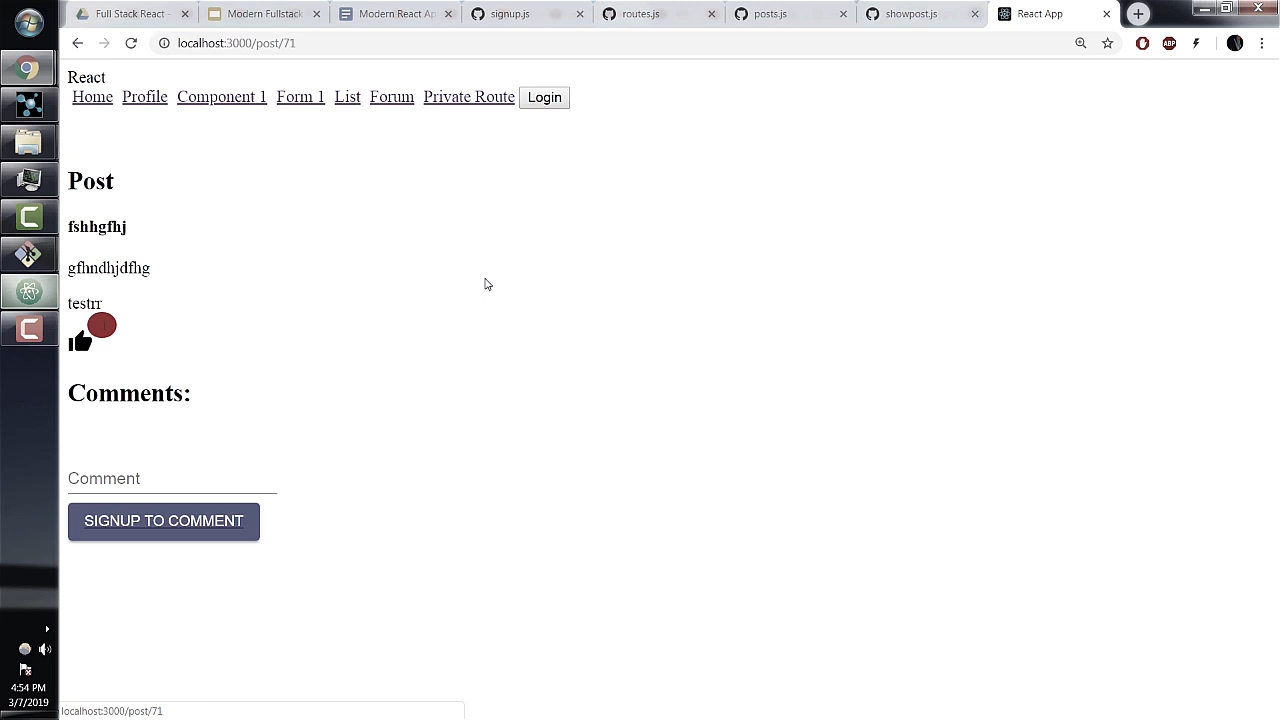 Full Stack React -
Modern Fullstack
Modern React Ap
signup.js
routes.js
posts.js
showpost.js
React App
localhost:3000/post/71
ABP
React
Home Profile Component 1 Form 1 List Forum Private Route Login
Post
fshhgfhj
gfhndhjdfhg
testrr
Comments:
Comment
SIGNUP TO COMMENT
4:54 PM
3/7/2019
localhost:3000/post/71